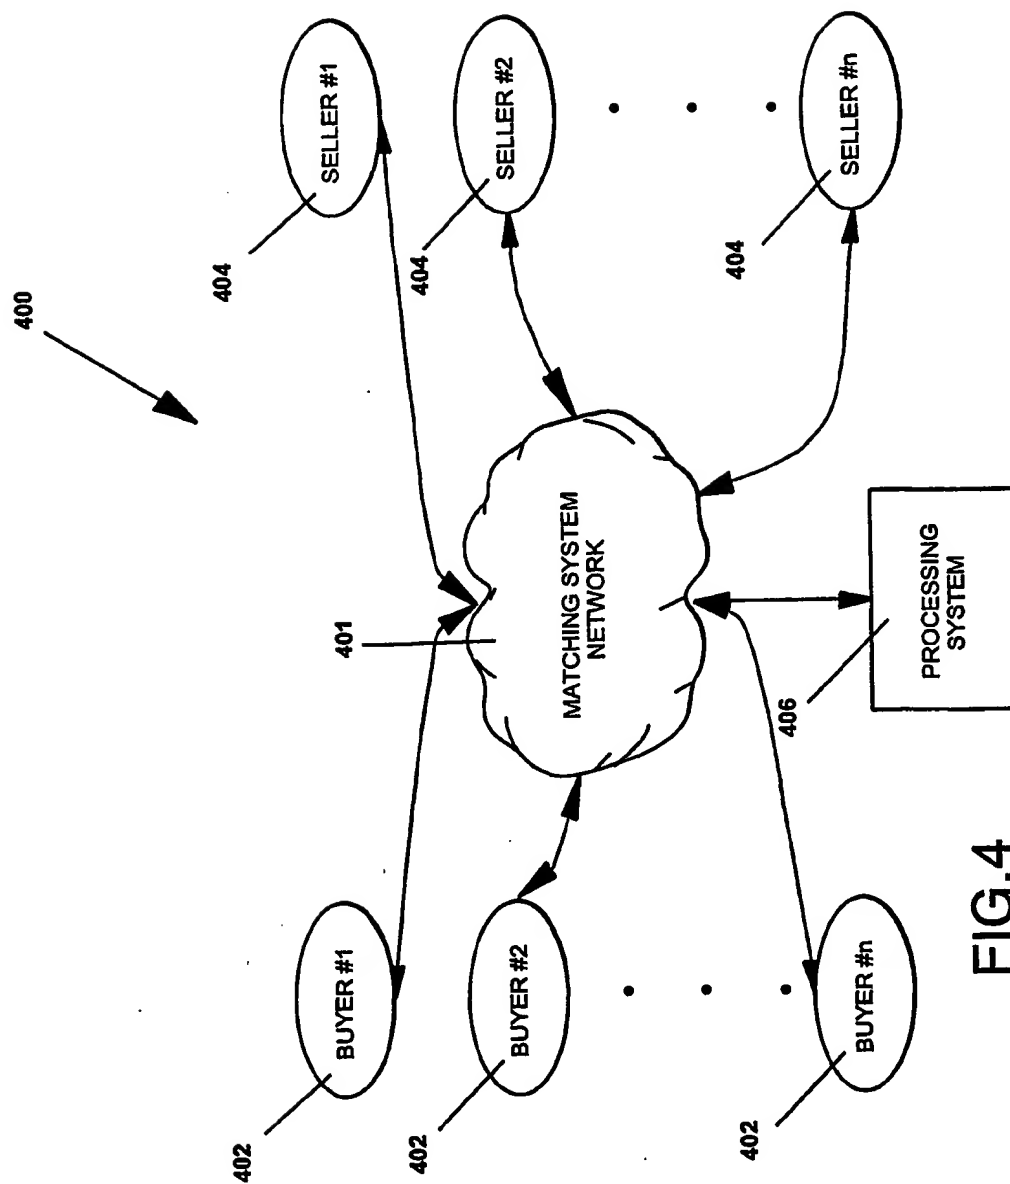 400
402
404
BUYER #1
401
SELLER #1
402
404
BUYER #2
SELLER #2
MATCHING SYSTEM
NETWORK
402
404
406
BUYER #n
SELLER #n
PROCESSING
SYSTEM
FIG.4